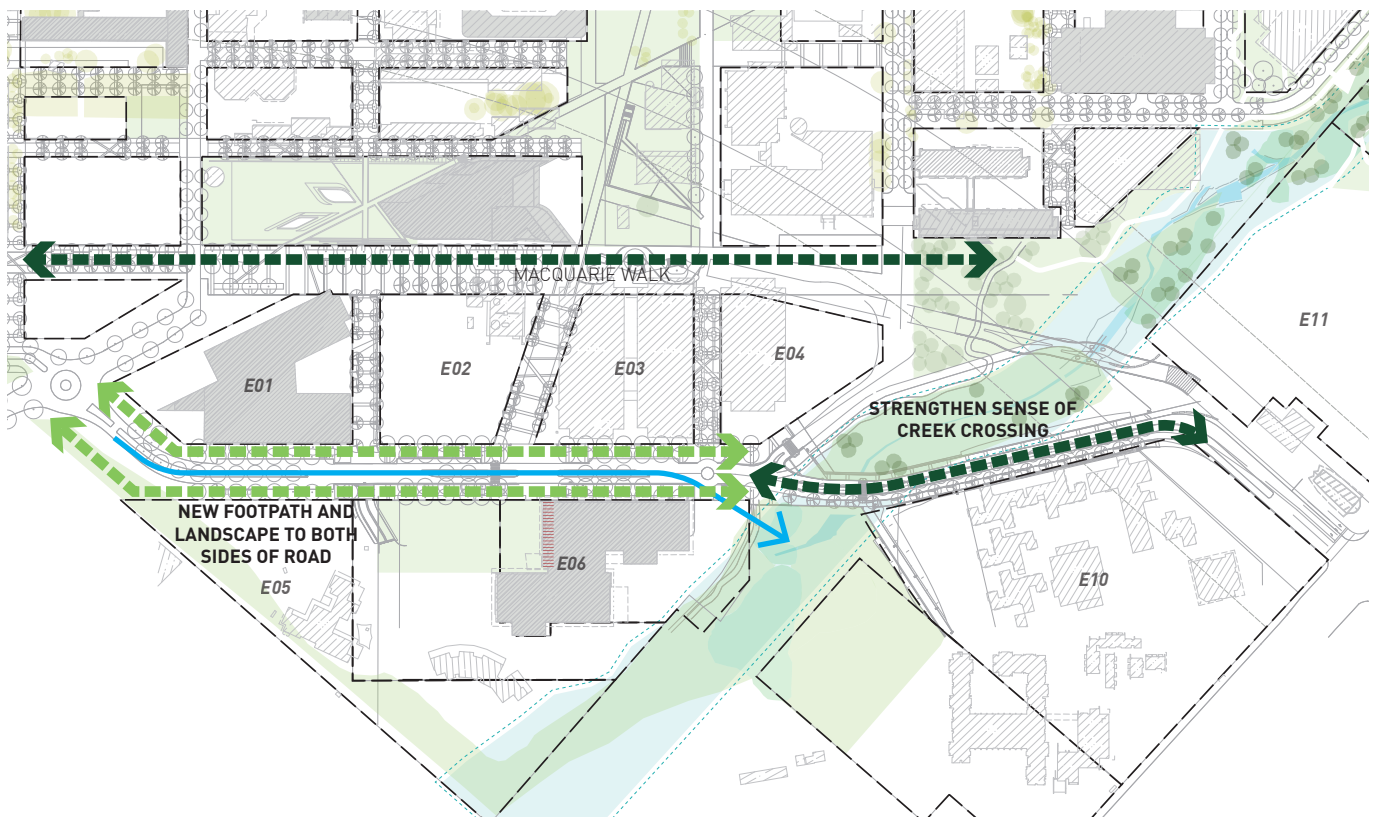 MACQUARIE WALK
E11
E01
E02
E03
E04
STRENGTHEN SENSE OF
CREEK CROSSING
NEW FOOTPATH AND
LANDSCAPE TO BOTH
SIDES OF ROAD
E05
E06
E10